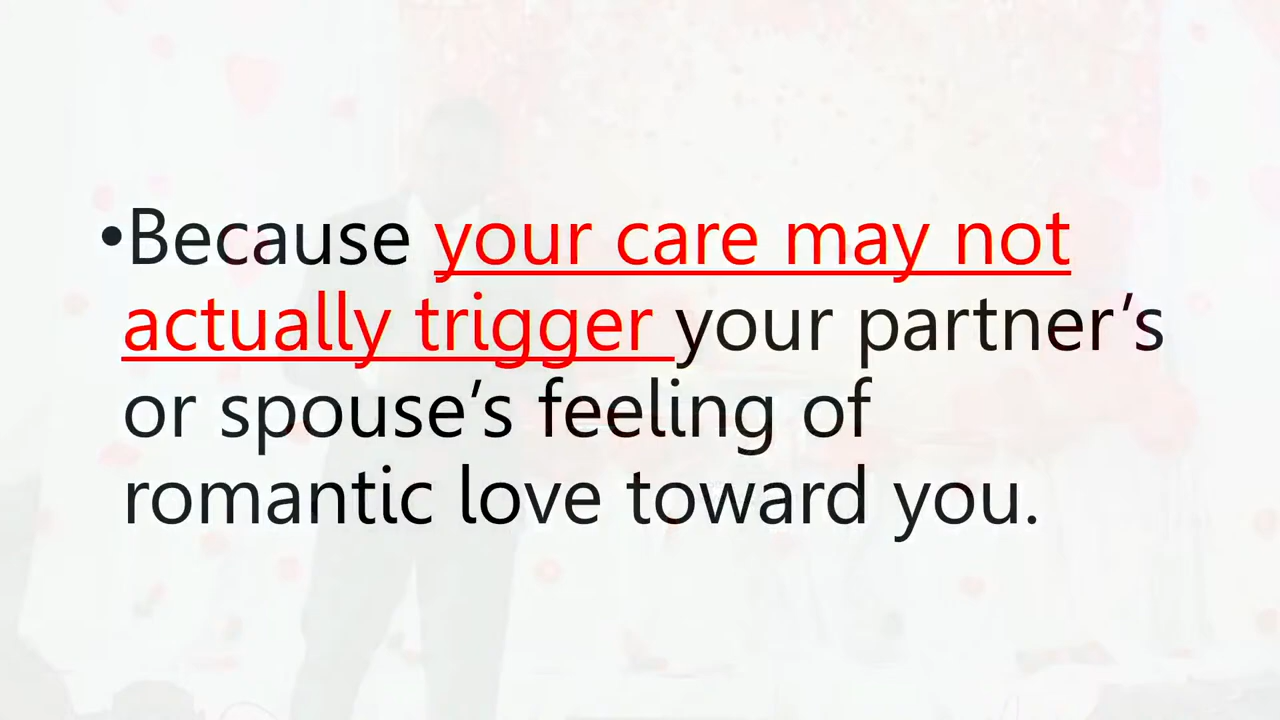 •Because your care may not
actually trigger your partner’s
or spouse’s feeling of
romantic love toward you.